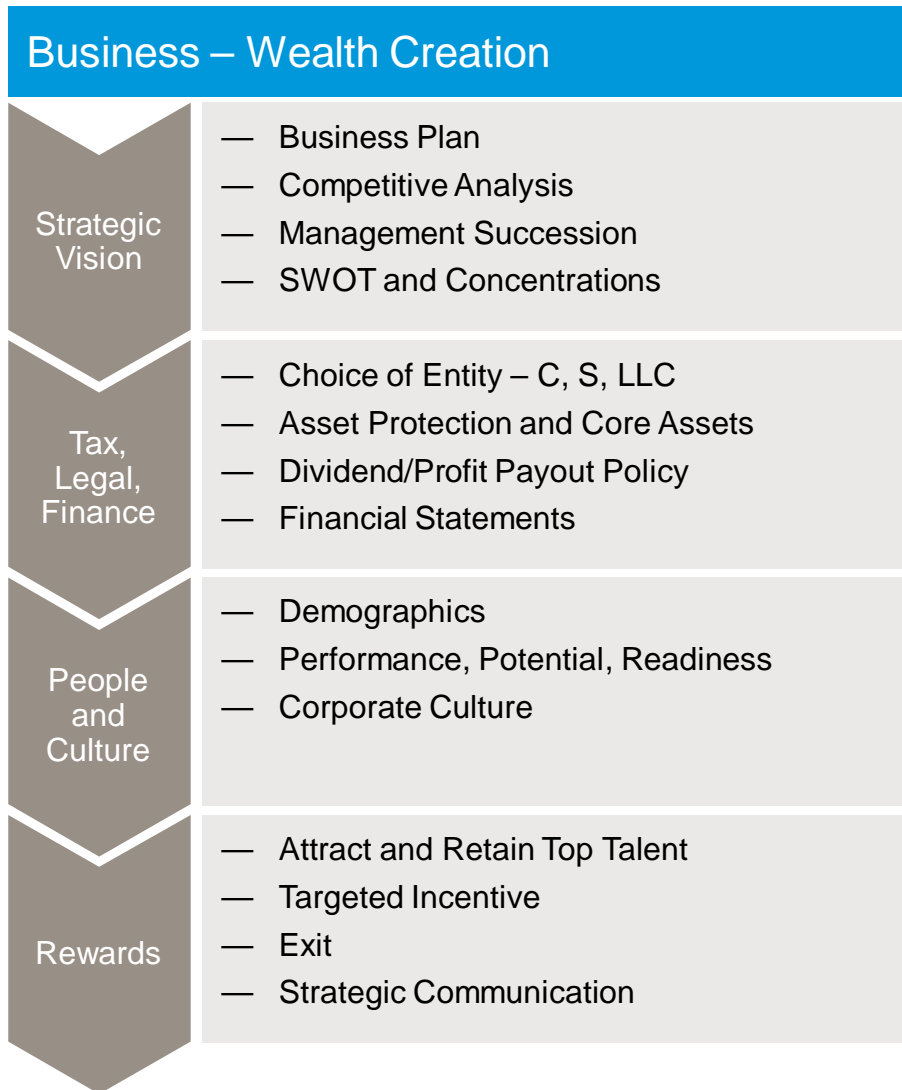 Business – Wealth Creation
Strategic
Vision
— Business Plan
— Competitive Analysis
— Management Succession
— SWOT and Concentrations
Tax,
Legal,
Finance
— Choice of Entity – C, S, LLC
— Asset Protection and Core Assets
— Dividend/Profit Payout Policy
— Financial Statements
People
and
Culture
— Demographics
— Performance, Potential, Readiness
— Corporate Culture
Rewards
— Attract and Retain Top Talent
— Targeted Incentive
— Exit
— Strategic Communication